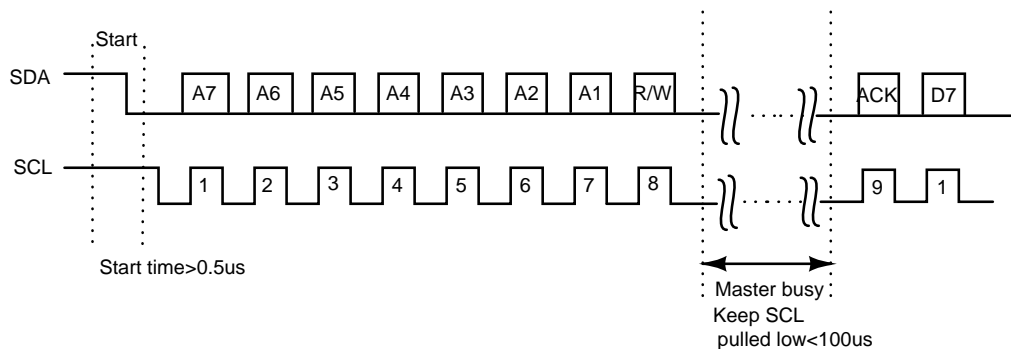 Start
SDA A7 A6 A5 A4 A3 A2 A1 R/W ACK D7
SCL 1 2 3 4 5 6 7 8 9 1
Start time>0.5us
Master busy
Keep SCL
pulled low<100us